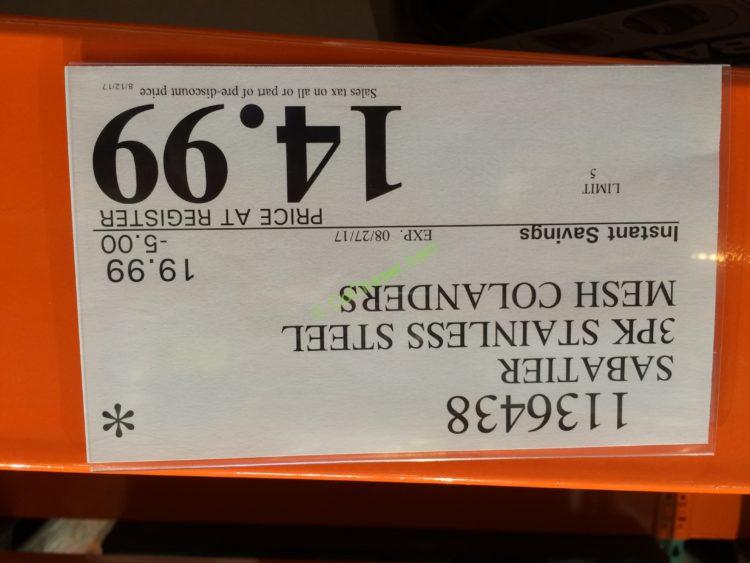 1136438
SABATIER
3PK STAINLESS STEEL
MESH COLANDERS
*
19.99
Instant Savings EXP. 08/27/17 -5.00
PRICE AT REGISTER
LIMIT
5
14.99
Sales tax on all or part of pre-discount price 8/12/17